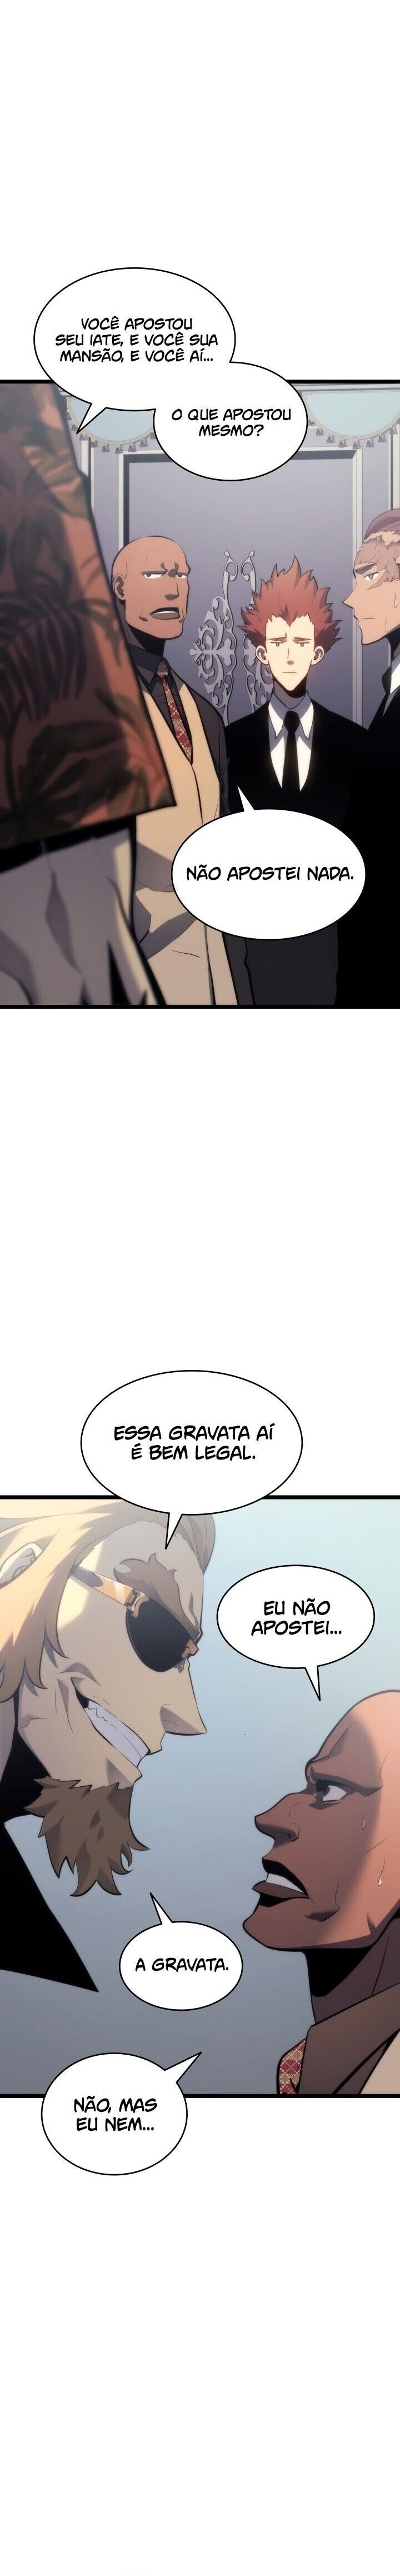 VOCÊ APOSTOU
SEU IATE, E VOCÊ SUA
MANSÃO, E VOCÊ AÍ...
O QUE APOSTOU
MESMO?
NÃO APOSTEI NADA.
ESSA GRAVATA AÍ
É BEM LEGAL.
EU NÃO
APOSTEI...
A GRAVATA.
NÃO, MAS
EU NEM...